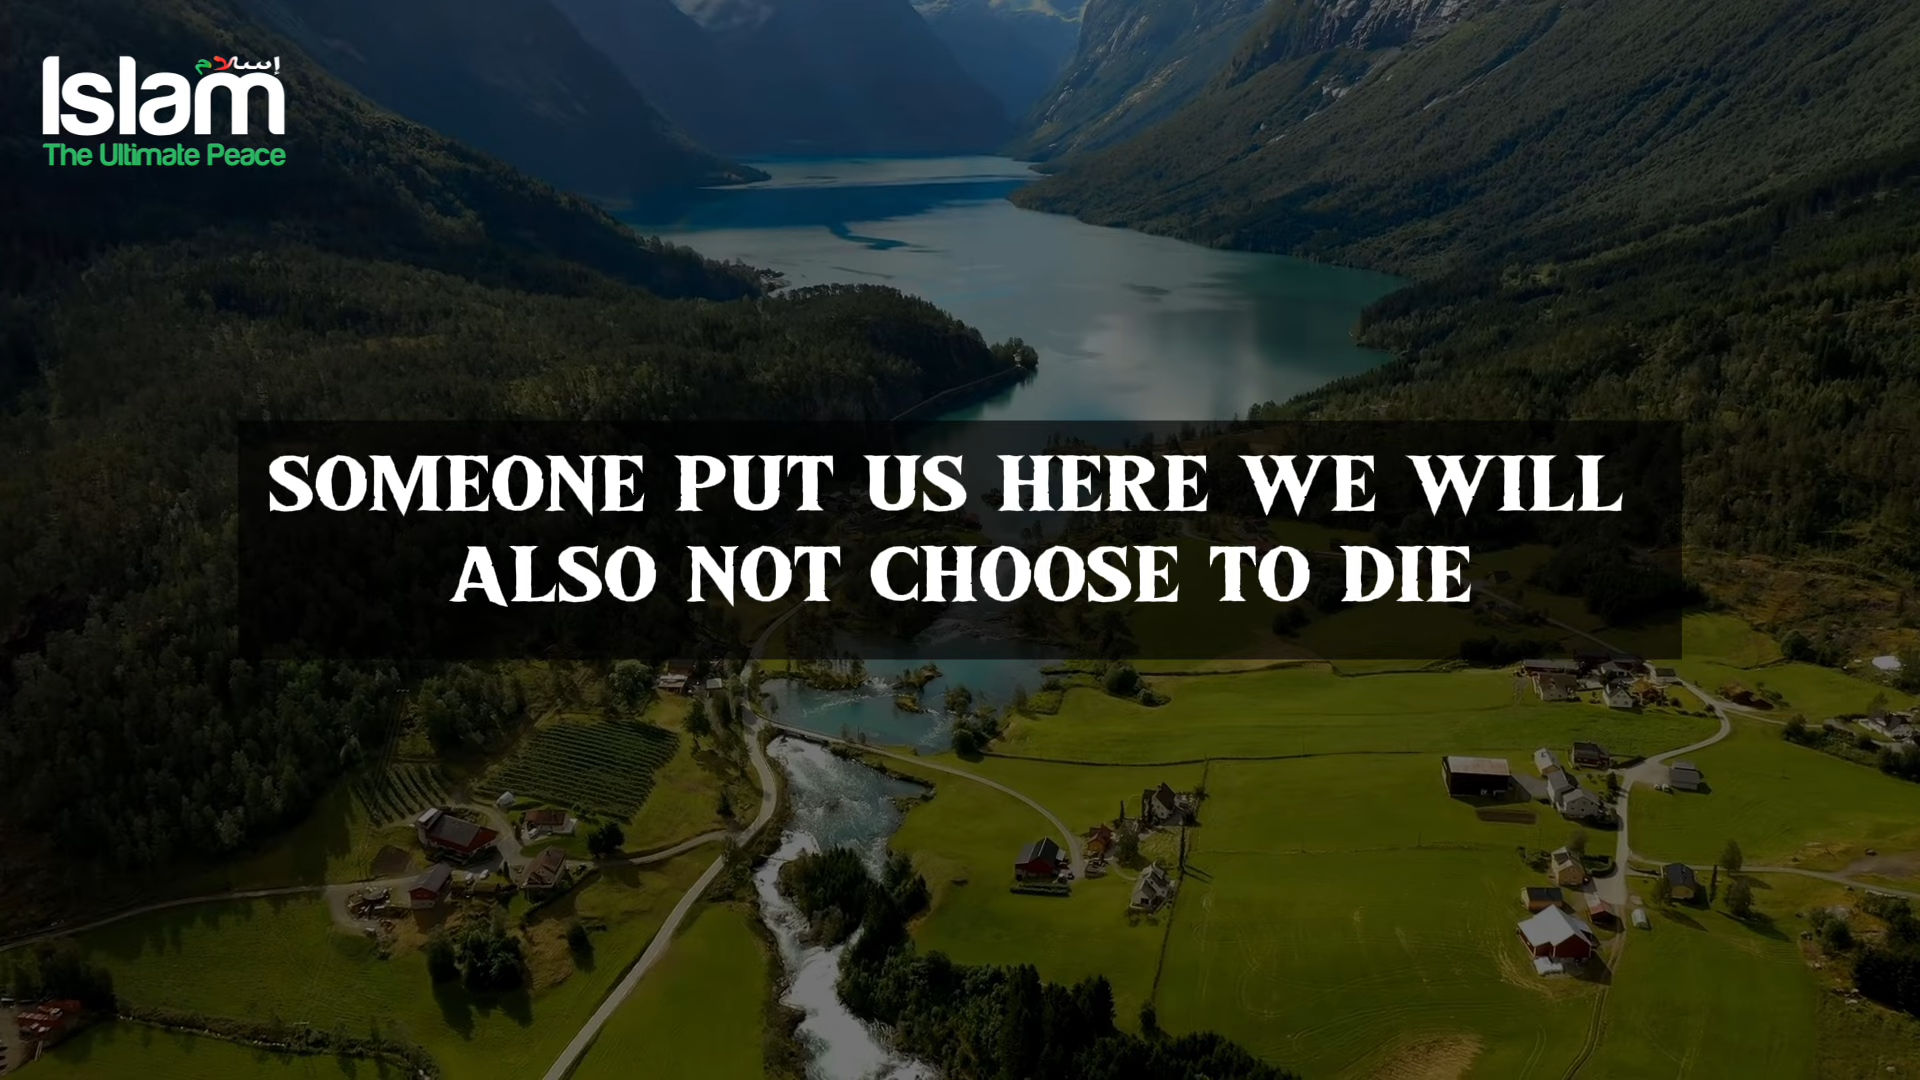 إسلام
Islam
The Ultimate Peace
SOMEONE PUT US HERE WE WILL
ALSO NOT CHOOSE TO DIE